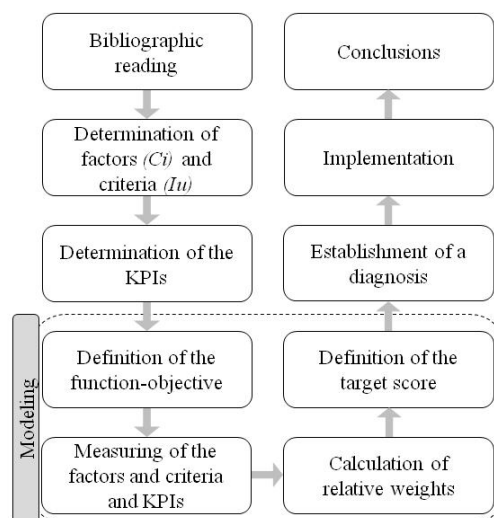 Bibliographic
reading
Determination of
factors (Ci) and
criteria (Iu)
Determination of the
KPIs
Modeling
Definition of the
function-objective
Measuring of the
factors and criteria
and KPIs
Calculation of
relative weights
Definition of the
target score
Establishment of a
diagnosis
Implementation
Conclusions